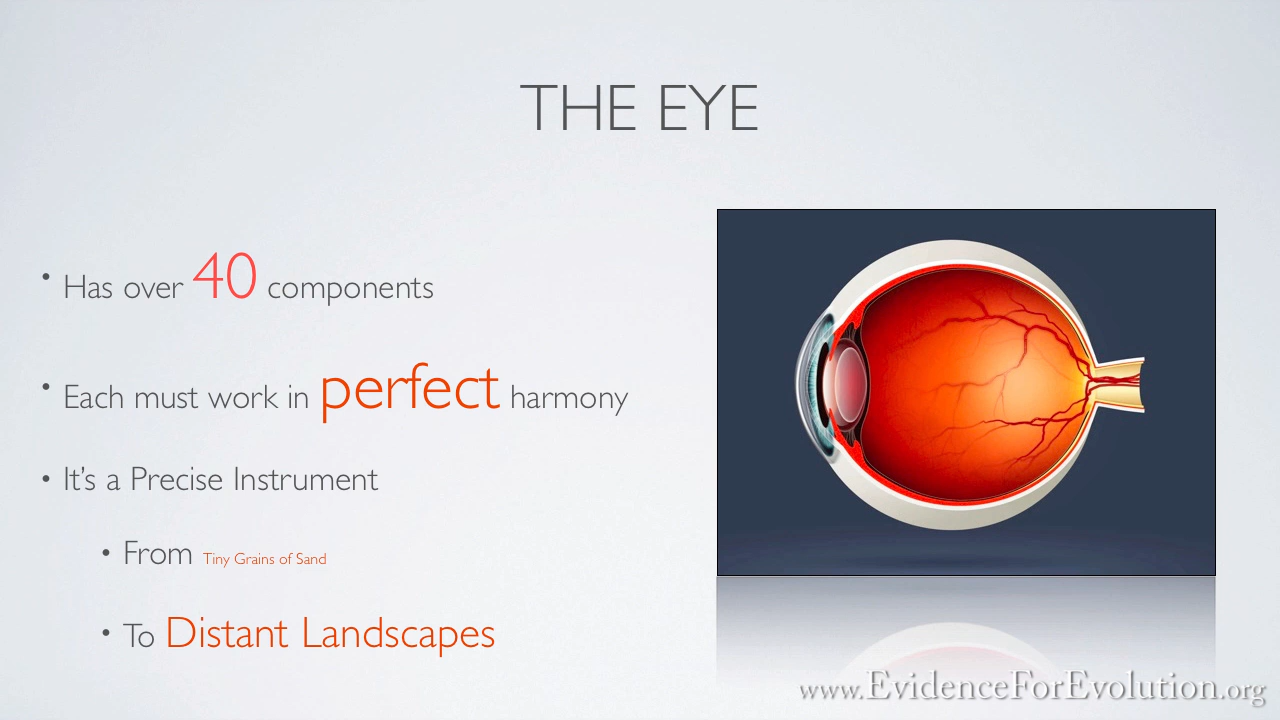 THE EYE
Has over 40 components
Each must work in perfect harmony
It's a Precise Instrument
From Tiny Grains of Sand
To Distant Landscapes
www.EvidenceForEvolution.org